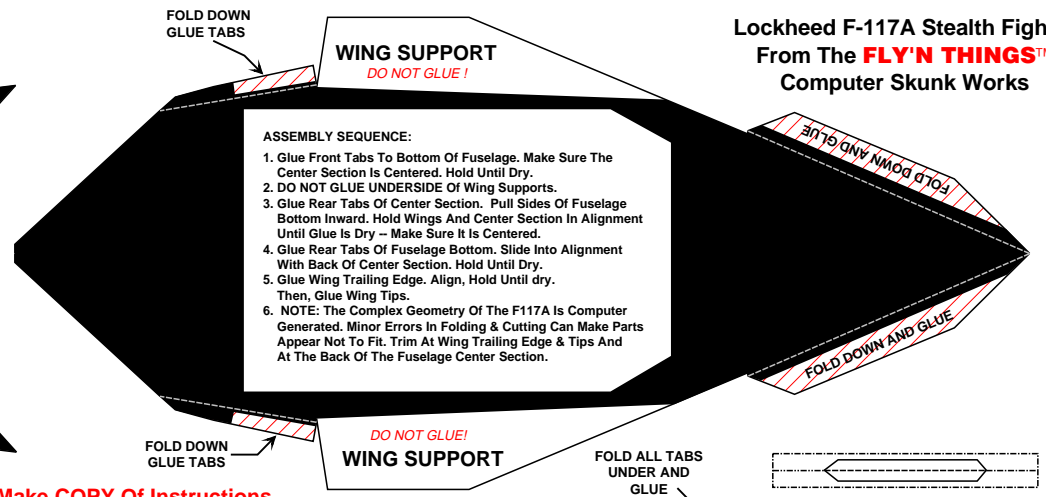 FOLD DOWN
GLUE TABS
WING SUPPORT
DO NOT GLUE !
Lockheed F-117A Stealth Figh
From The FLY'N THINGS™
Computer Skunk Works
FOLD DOWN AND GLUE
ASSEMBLY SEQUENCE:
1. Glue Front Tabs To Bottom Of Fuselage. Make Sure The
Center Section Is Centered. Hold Until Dry.
2. DO NOT GLUE UNDERSIDE Of Wing Supports.
3. Glue Rear Tabs Of Center Section. Pull Sides Of Fuselage
Bottom Inward. Hold Wings And Center Section In Alignment
Until Glue Is Dry -- Make Sure It Is Centered.
4. Glue Rear Tabs Of Fuselage Bottom. Slide Into Alignment
With Back Of Center Section. Hold Until Dry.
5. Glue Wing Trailing Edge. Align, Hold Until dry.
Then, Glue Wing Tips.
6. NOTE: The Complex Geometry Of The F117A Is Computer
Generated. Minor Errors In Folding & Cutting Can Make Parts
Appear Not To Fit. Trim At Wing Trailing Edge & Tips And
At The Back Of The Fuselage Center Section.
FOLD DOWN AND GLUE
DO NOT GLUE!
WING SUPPORT
FOLD DOWN
GLUE TABS
FOLD ALL TABS
UNDER AND
GLUE
Make COPY Of Instructions